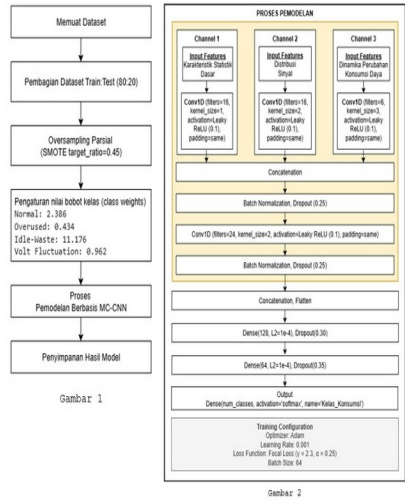 Memuat Dataset
Pembagian Dataset Train:Test (80:20)
Oversampling Parsial
(SMOTE target_ratio=0.45)
Pengaturan nilai bobot kelas (class weights)
Normal: 2.386
Overused: 0.434
Idle-Waste: 11.176
Volt Fluctuation: 0.962
Proses
Pemodelan Berbasis MC-CNN
Penyimpanan Hasil Model
Gambar 1
PROSES PEMODELAN
Channel 1
Input Features
Karakteristik Statistik
Dasar
Conv1D (filters=16,
kernel_size=1,
activation=Leaky
ReLU (0.1),
padding=same)
Channel 2
Input Features
Distribusi
Sinyal
Conv1D (filters=16,
kernel_size=2,
activation=Leaky
ReLU (0.1),
padding=same)
Channel 3
Input Features
Dinamika Perubahan
Konsumsi Daya
Conv1D (filters=6,
kernel_size=3,
activation=Leaky
ReLU (0.1),
padding=same)
Concatenation
Batch Normalization, Dropout (0.25)
Conv1D (filters=24, kernel_size=2, activation=Leaky ReLU (0.1), padding=same)
Batch Normalization, Dropout (0.25)
Concatenation, Flatten
Dense(128, L2=1e-4), Dropout(0.30)
Dense(64, L2=1e-4), Dropout(0.35)
Output
Dense(num_classes, activation='softmax', name='Kelas_Konsumsi')
Training Configuration
Optimizer: Adam
Learning Rate: 0.001
Loss Function: Focal Loss (γ = 2.3, α = 0.25)
Batch Size: 64
Gambar 2